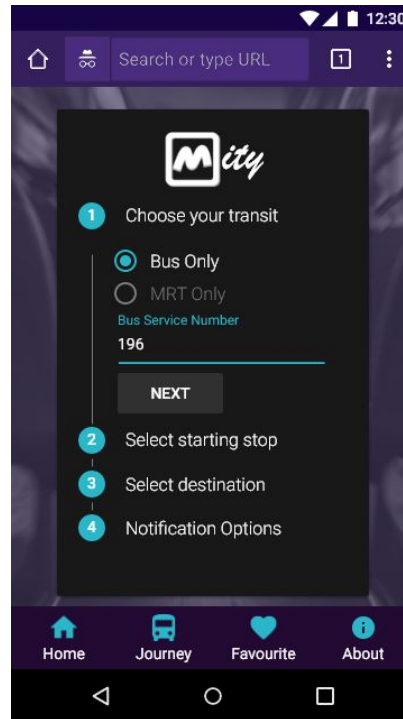 12:30
Search or type URL
1
Mity
1 Choose your transit
Bus Only
MRT Only
Bus Service Number
196
NEXT
2 Select starting stop
3 Select destination
4 Notification Options
Home Journey Favourite About